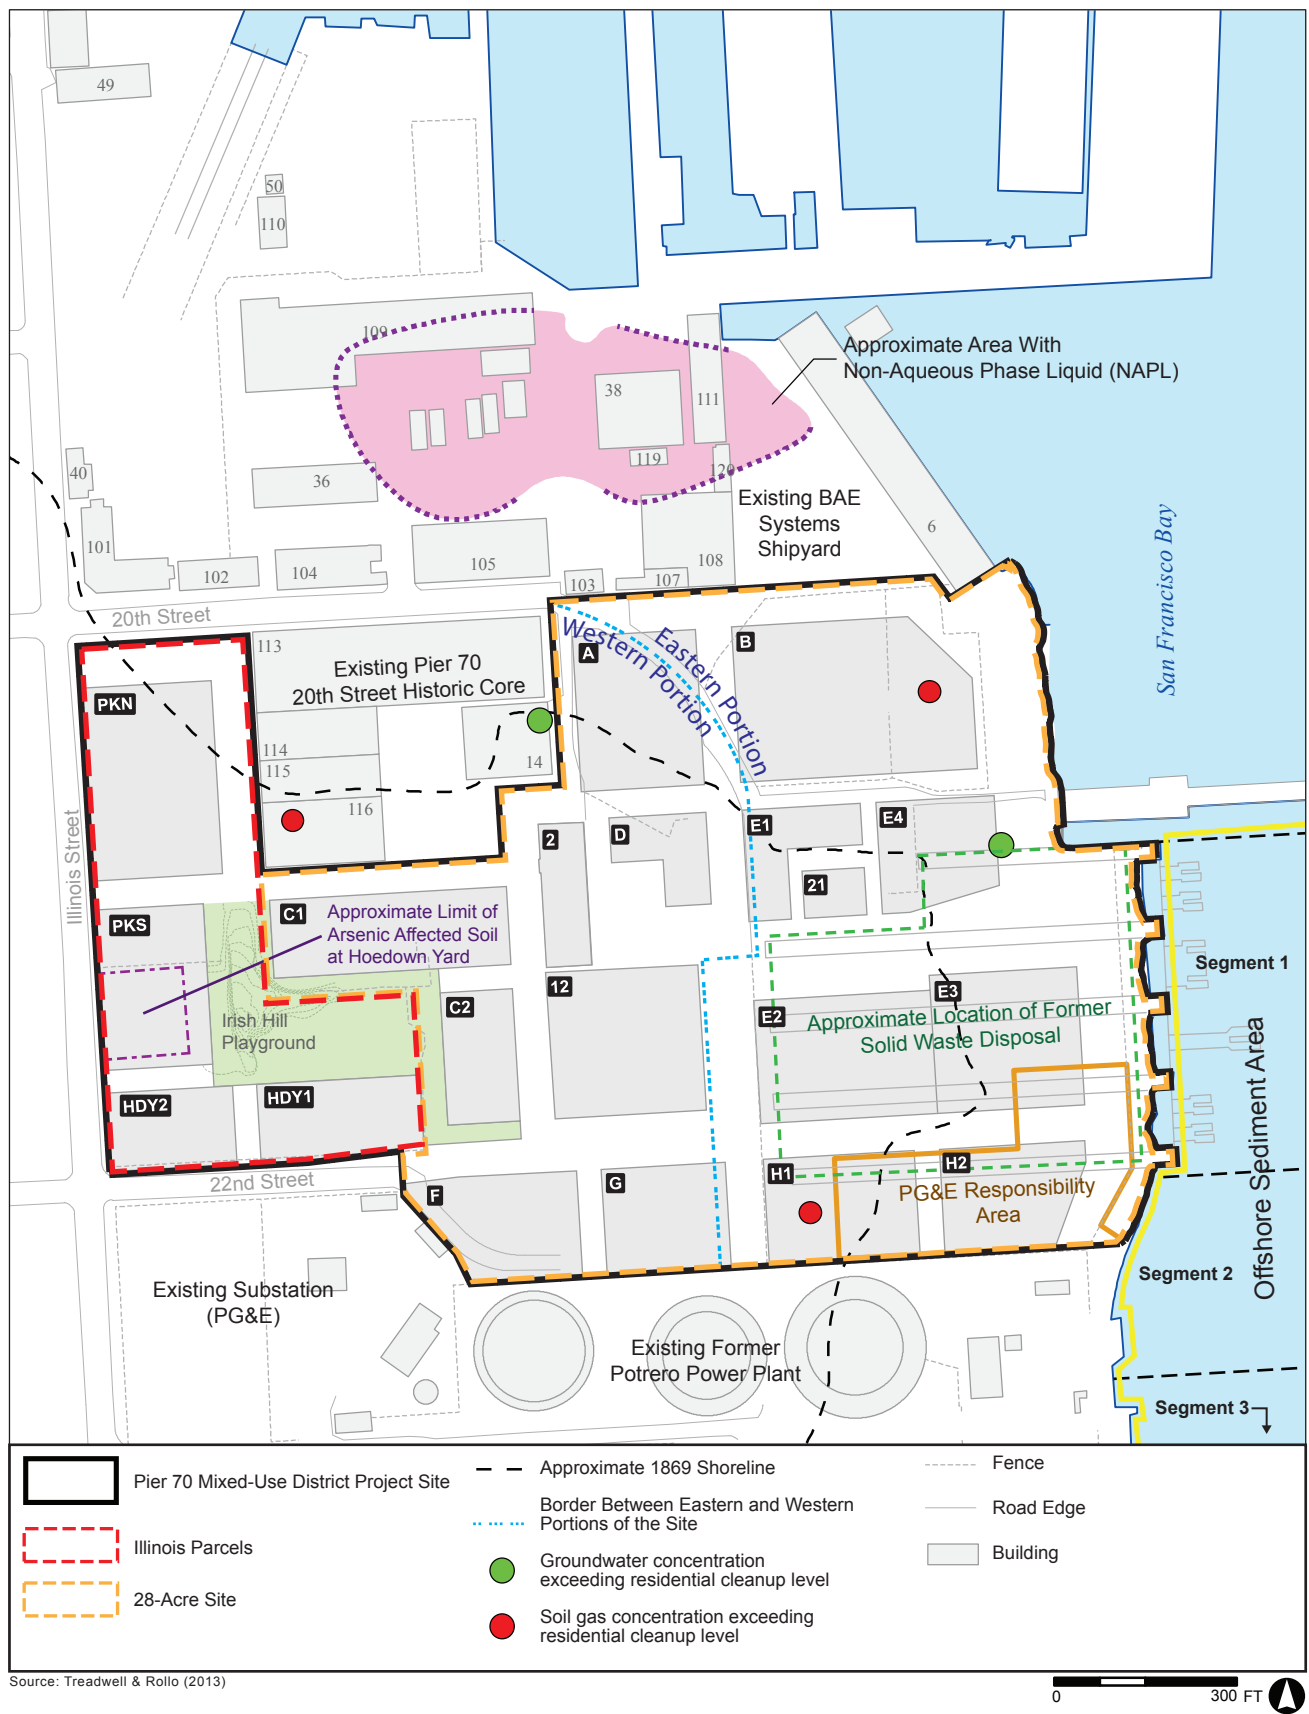 49
50
110
109
Approximate Area With
Non-Aqueous Phase Liquid (NAPL)
38
111
119
120
40
36
Existing BAE
Systems
Shipyard
6
San Francisco Bay
101
102
104
105
103
107
108
20th Street
113
Existing Pier 70
20th Street Historic Core
114
115
116
14
Western Portion
Eastern Portion
A
B
PKN
Illinois Street
2
D
E1
E4
21
PKS
C1
Approximate Limit of
Arsenic Affected Soil
at Hoedown Yard
Segment 1
12
C2
E2
E3
Approximate Location of Former
Solid Waste Disposal
Irish Hill
Playground
HDY2
HDY1
Offshore Sediment Area
22nd Street
F
G
H1
H2
PG&E Responsibility
Area
Existing Substation
(PG&E)
Segment 2
Existing Former
Potrero Power Plant
Segment 3
Pier 70 Mixed-Use District Project Site
Illinois Parcels
28-Acre Site
Approximate 1869 Shoreline
Border Between Eastern and Western
Portions of the Site
Groundwater concentration
exceeding residential cleanup level
Soil gas concentration exceeding
residential cleanup level
Fence
Road Edge
Building
Source: Treadwell & Rollo (2013)
0 300 FT